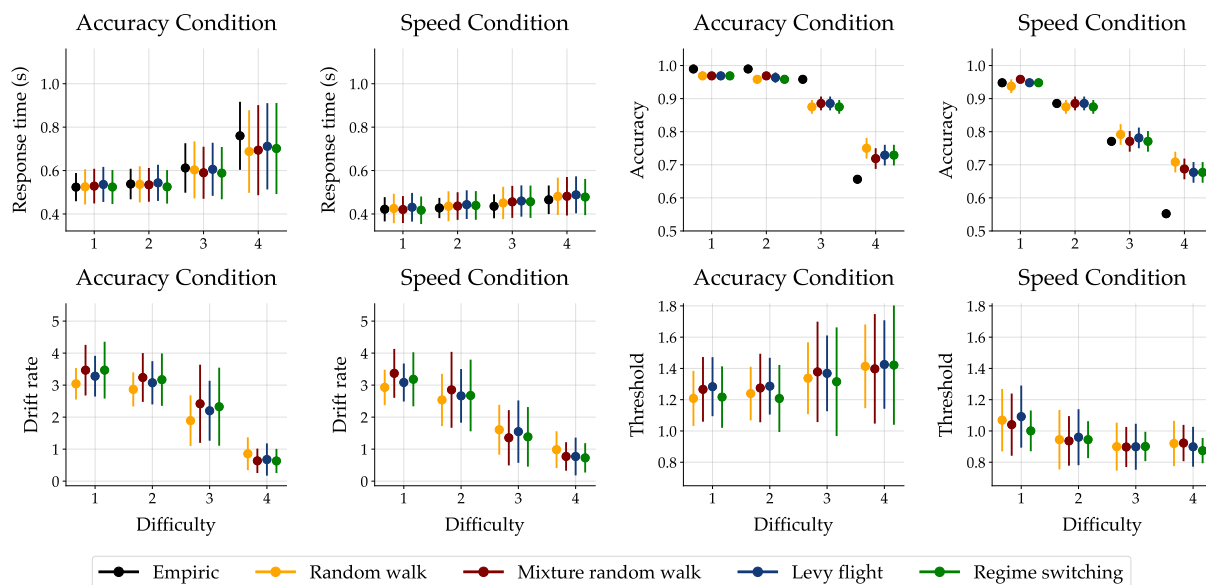 Accuracy Condition
Response time (s)
1.0
0.8
0.6
0.4
1 2 3 4
Speed Condition
Response time (s)
1.0
0.8
0.6
0.4
1 2 3 4
Accuracy Condition
Accuracy
1.0
0.9
0.8
0.7
0.6
0.5
1 2 3 4
Speed Condition
Accuracy
1.0
0.9
0.8
0.7
0.6
0.5
1 2 3 4
Accuracy Condition
Drift rate
5
4
3
2
1
0
1 2 3 4
Difficulty
Speed Condition
Drift rate
5
4
3
2
1
0
1 2 3 4
Difficulty
Accuracy Condition
Threshold
1.8
1.6
1.4
1.2
1.0
0.8
1 2 3 4
Difficulty
Speed Condition
Threshold
1.8
1.6
1.4
1.2
1.0
0.8
1 2 3 4
Difficulty
Empiric Random walk Mixture random walk Levy flight Regime switching